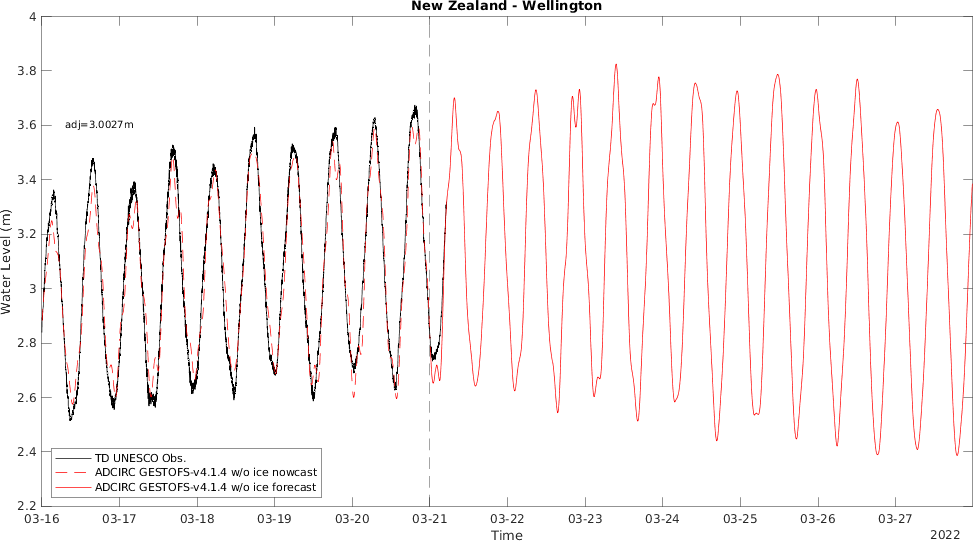 New Zealand - Wellington
4
3.8
3.6
3.4
3.2
3
2.8
2.6
2.4
2.2
Water Level (m)
adj=3.0027m
TD UNESCO Obs.
ADCIRC GESTOFS-v4.1.4 w/o ice nowcast
ADCIRC GESTOFS-v4.1.4 w/o ice forecast
03-16 03-17 03-18 03-19 03-20 03-21 03-22 03-23 03-24 03-25 03-26 03-27
Time
2022